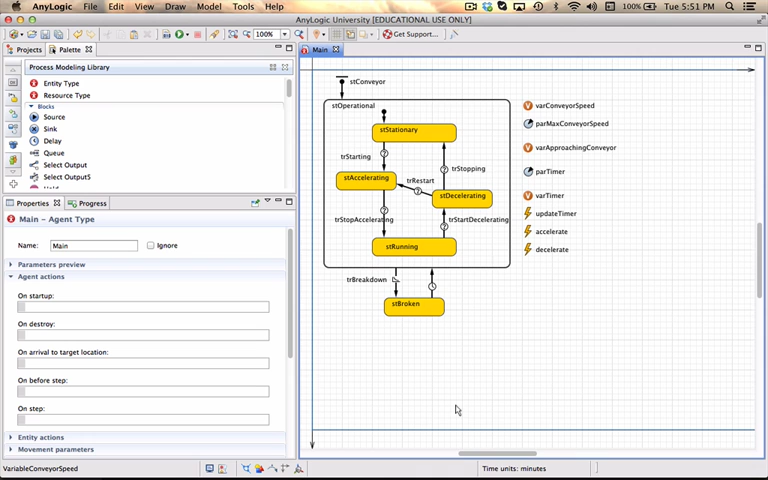 AnyLogic File Edit View Draw Model Tools Help 100% Tue 5:51 PM
AnyLogic University [EDUCATIONAL USE ONLY]
100% Get Support...
Projects Palette Main
Process Modeling Library
Entity Type
Resource Type
Blocks
Source
Sink
Delay
Queue
Select Output
Select Output5
Properties Progress
Main – Agent Type
Name: Main Ignore
Parameters preview
Agent actions
On startup:
On destroy:
On arrival to target location:
On before step:
On step:
Entity actions
Movement parameters
stConveyor
stOperational
stStationary
trStarting
trStopping
stAccelerating
trRestart
stDecelerating
trStopAccelerating
trStartDecelerating
stRunning
trBreakdown
stBroken
varConveyorSpeed
parMaxConveyorSpeed
varApproachingConveyor
parTimer
varTimer
updateTimer
accelerate
decelerate
VariableConveyorSpeed
Time units: minutes